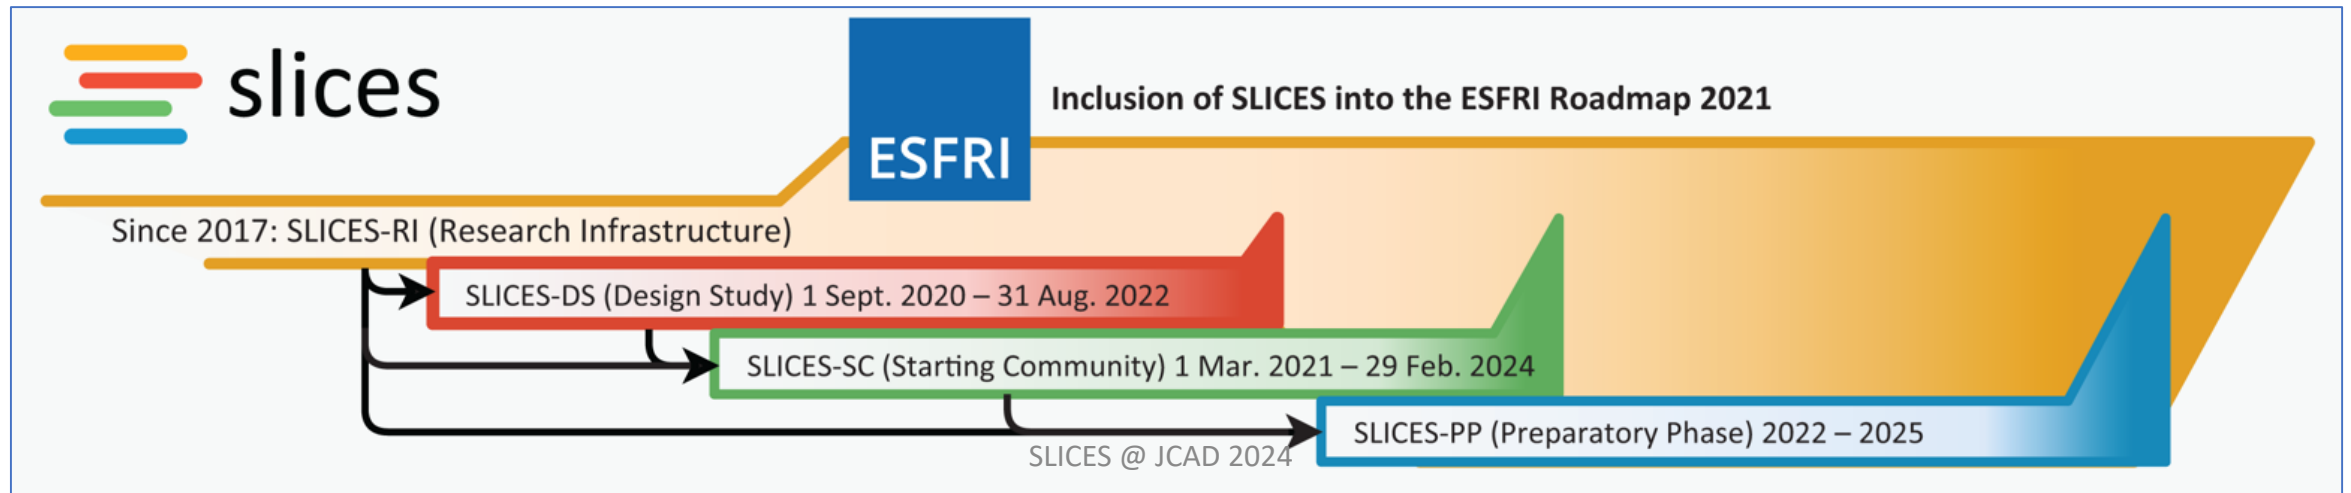 slices
ESFRI
Inclusion of SLICES into the ESFRI Roadmap 2021
Since 2017: SLICES-RI (Research Infrastructure)
SLICES-DS (Design Study) 1 Sept. 2020 – 31 Aug. 2022
SLICES-SC (Starting Community) 1 Mar. 2021 – 29 Feb. 2024
SLICES-PP (Preparatory Phase) 2022 – 2025
SLICES @ JCAD 2024